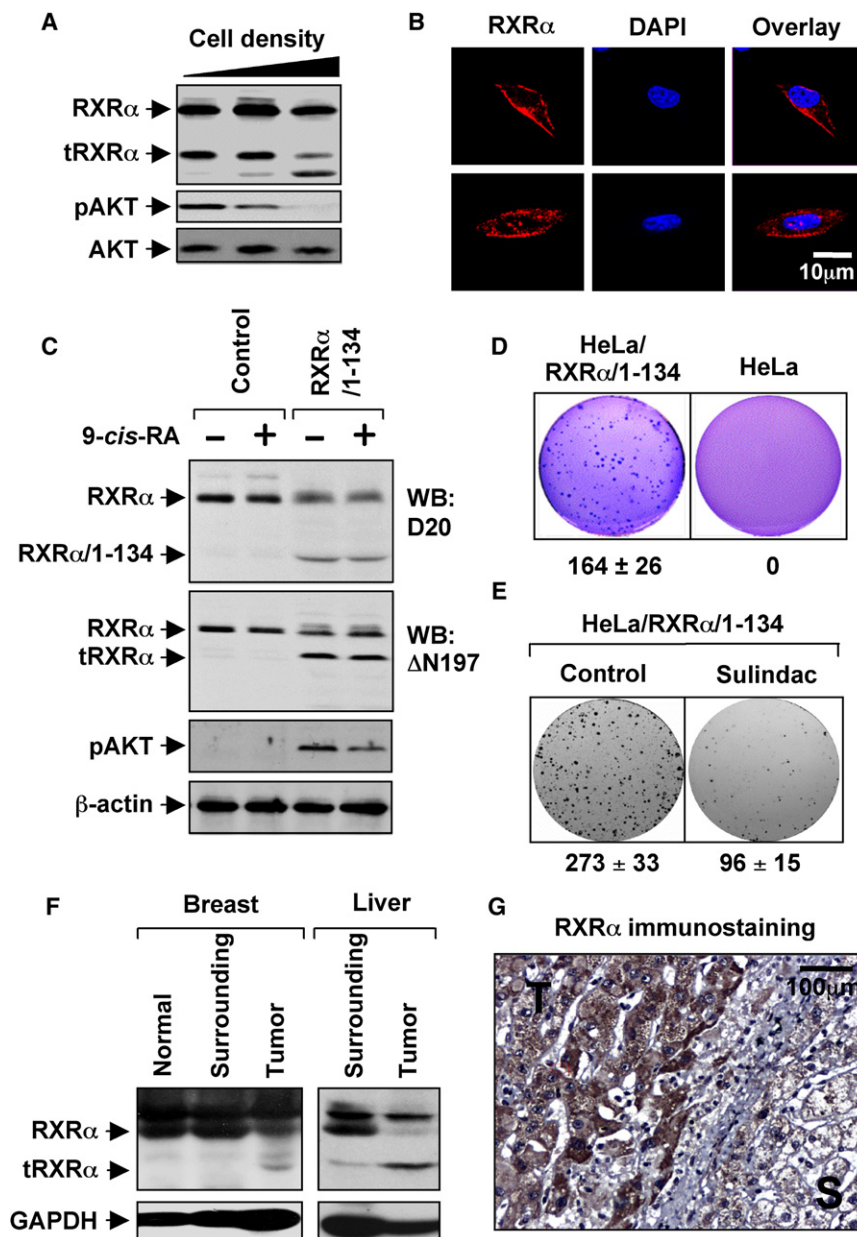 A
Cell density
RXRα
tRXRα
pAKT
AKT
B
RXRα DAPI Overlay
10μm
C
Control
RXRα
/1-134
9-cis-RA − + − +
RXRα
RXRα/1-134
WB:
D20
RXRα
tRXRα
WB:
ΔN197
pAKT
β-actin
D
HeLa/
RXRα/1-134
HeLa
164 ± 26
0
E
HeLa/RXRα/1-134
Control Sulindac
273 ± 33 96 ± 15
F
Breast Liver
Normal
Surrounding
Tumor
Surrounding
Tumor
RXRα
tRXRα
GAPDH
G
RXRα immunostaining
T
100μm
S